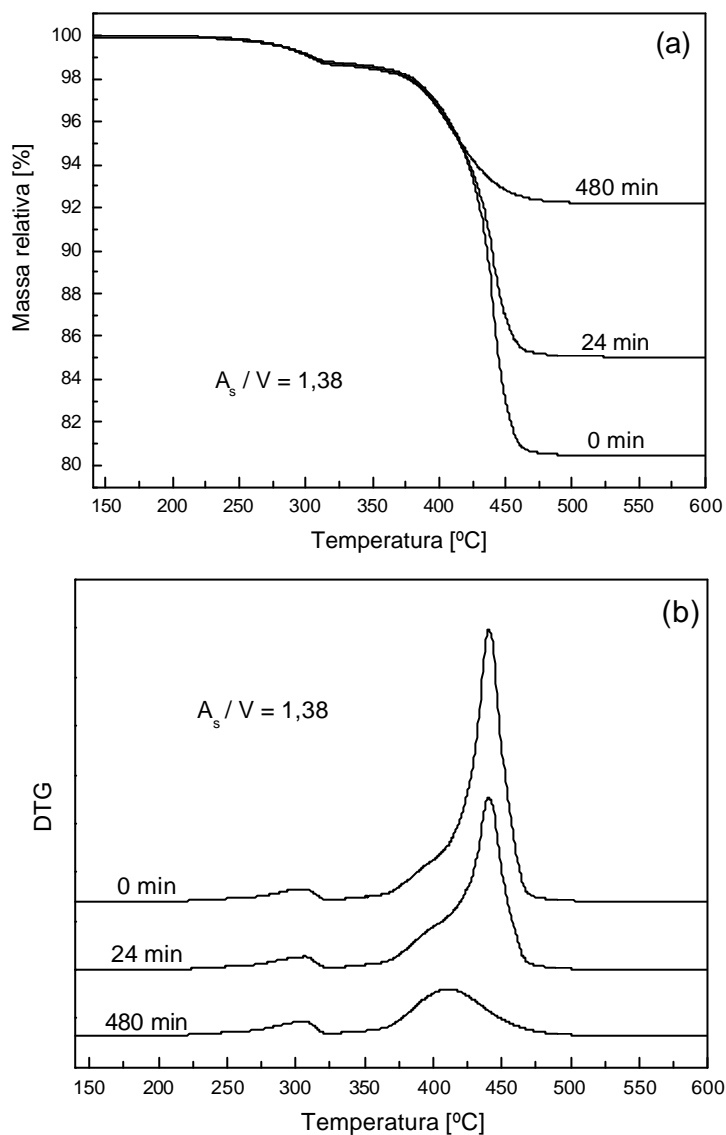 (a)
100
98
96
94
92
90
88
86
84
82
80
Massa relativa [%]
480 min
24 min
0 min
As / V = 1,38
150 200 250 300 350 400 450 500 550 600
Temperatura [ºC]
(b)
As / V = 1,38
DTG
0 min
24 min
480 min
150 200 250 300 350 400 450 500 550 600
Temperatura [ºC]